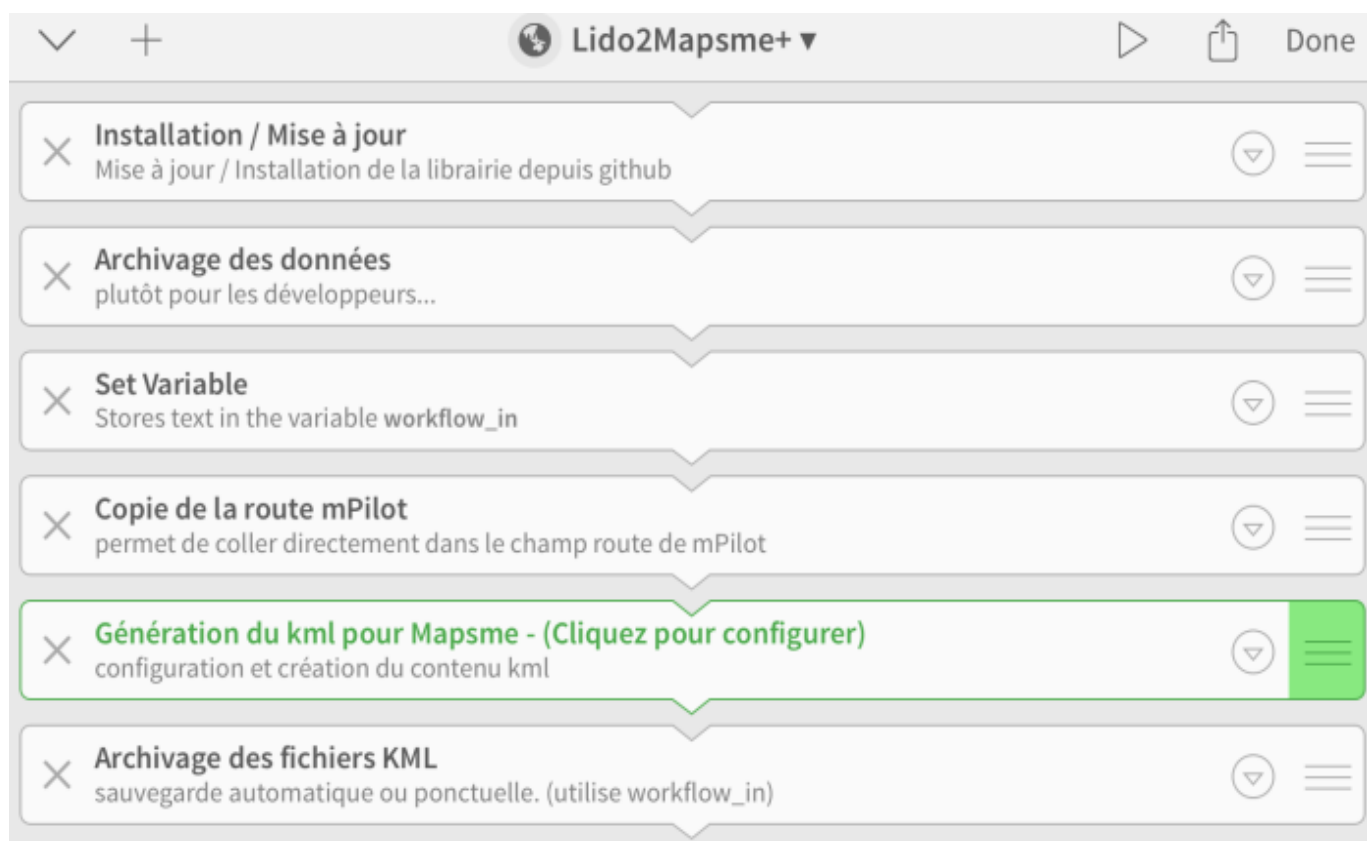 Lido2Mapsme+ ▾
Done
Installation / Mise à jour
Mise à jour / Installation de la librairie depuis github
Archivage des données
plutôt pour les développeurs...
Set Variable
Stores text in the variable workflow_in
Copie de la route mPilot
permet de coller directement dans le champ route de mPilot
Génération du kml pour Mapsme - (Cliquez pour configurer)
configuration et création du contenu kml
Archivage des fichiers KML
sauvegarde automatique ou ponctuelle. (utilise workflow_in)